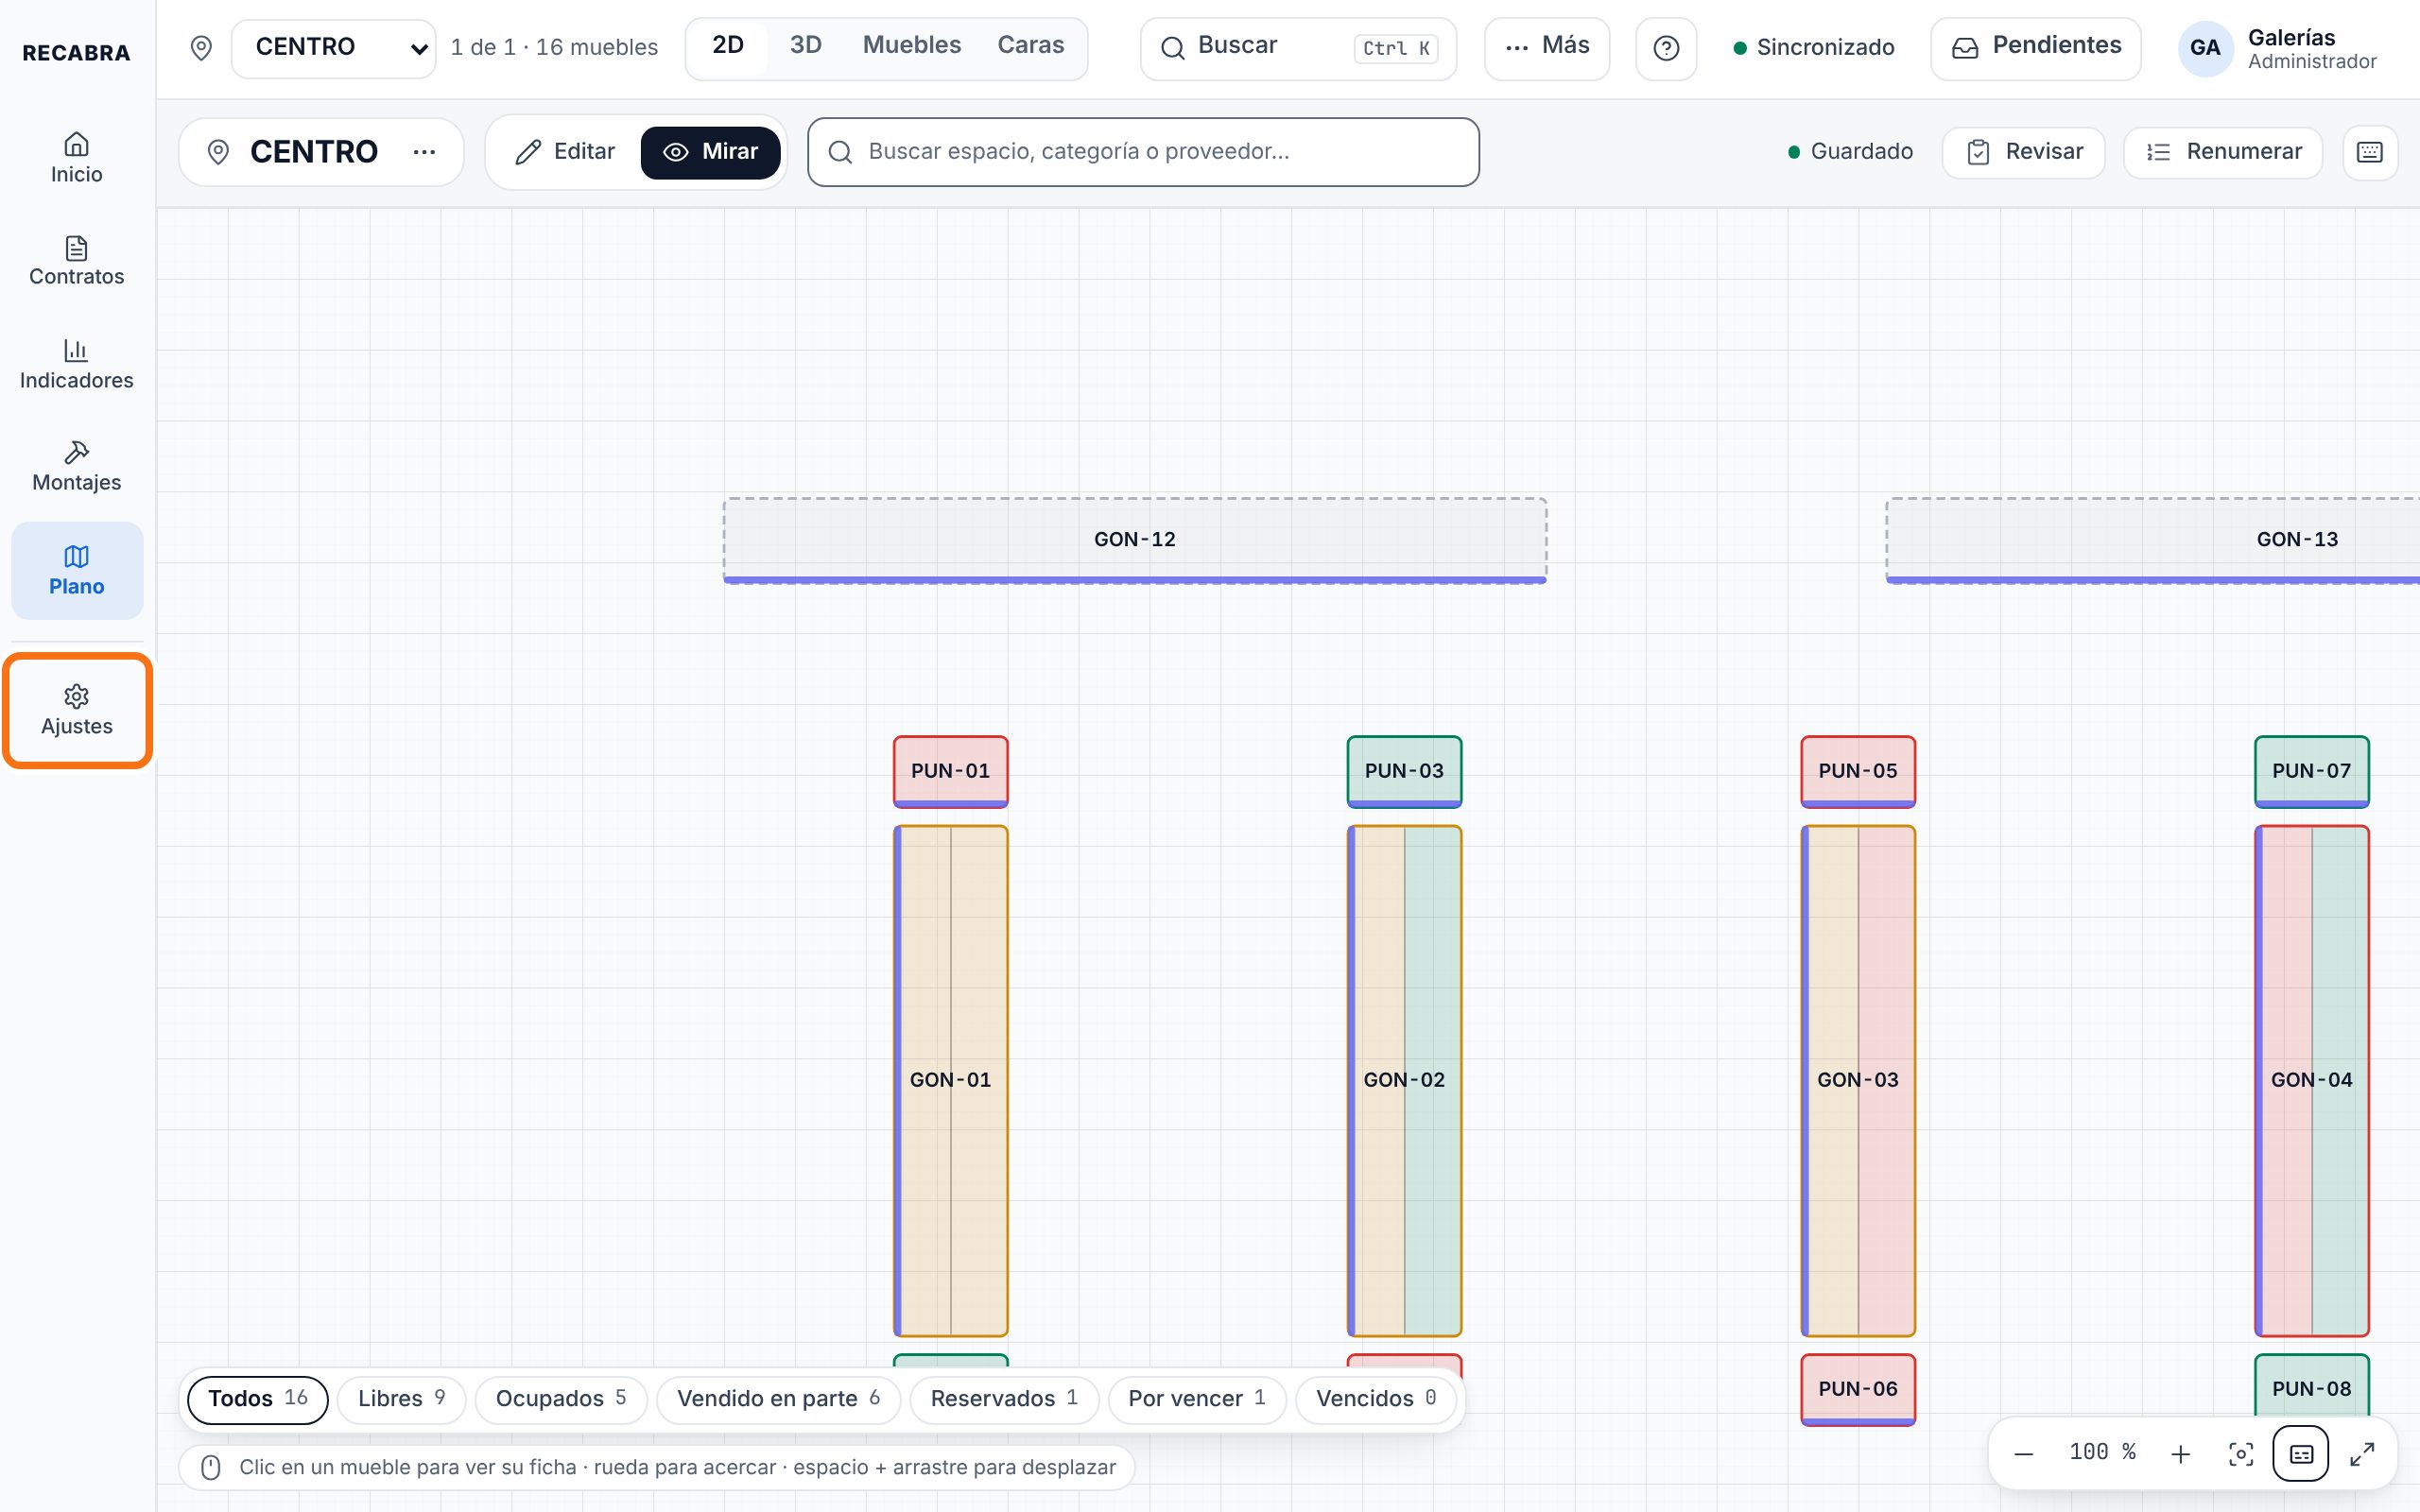 RECABRA
CENTRO
1 de 1 · 16 muebles
2D
3D
Muebles
Caras
Buscar
Ctrl K
Más
Sincronizado
Pendientes
GA
Galerías
Administrador
Inicio
Contratos
Indicadores
Montajes
Plano
Ajustes
CENTRO
Editar
Mirar
Buscar espacio, categoría o proveedor...
Guardado
Revisar
Renumerar
GON-12
GON-13
PUN-01
PUN-03
PUN-05
PUN-07
GON-01
GON-02
GON-03
GON-04
PUN-06
PUN-08
Todos 16
Libres 9
Ocupados 5
Vendido en parte 6
Reservados 1
Por vencer 1
Vencidos 0
Clic en un mueble para ver su ficha · rueda para acercar · espacio + arrastre para desplazar
100 %